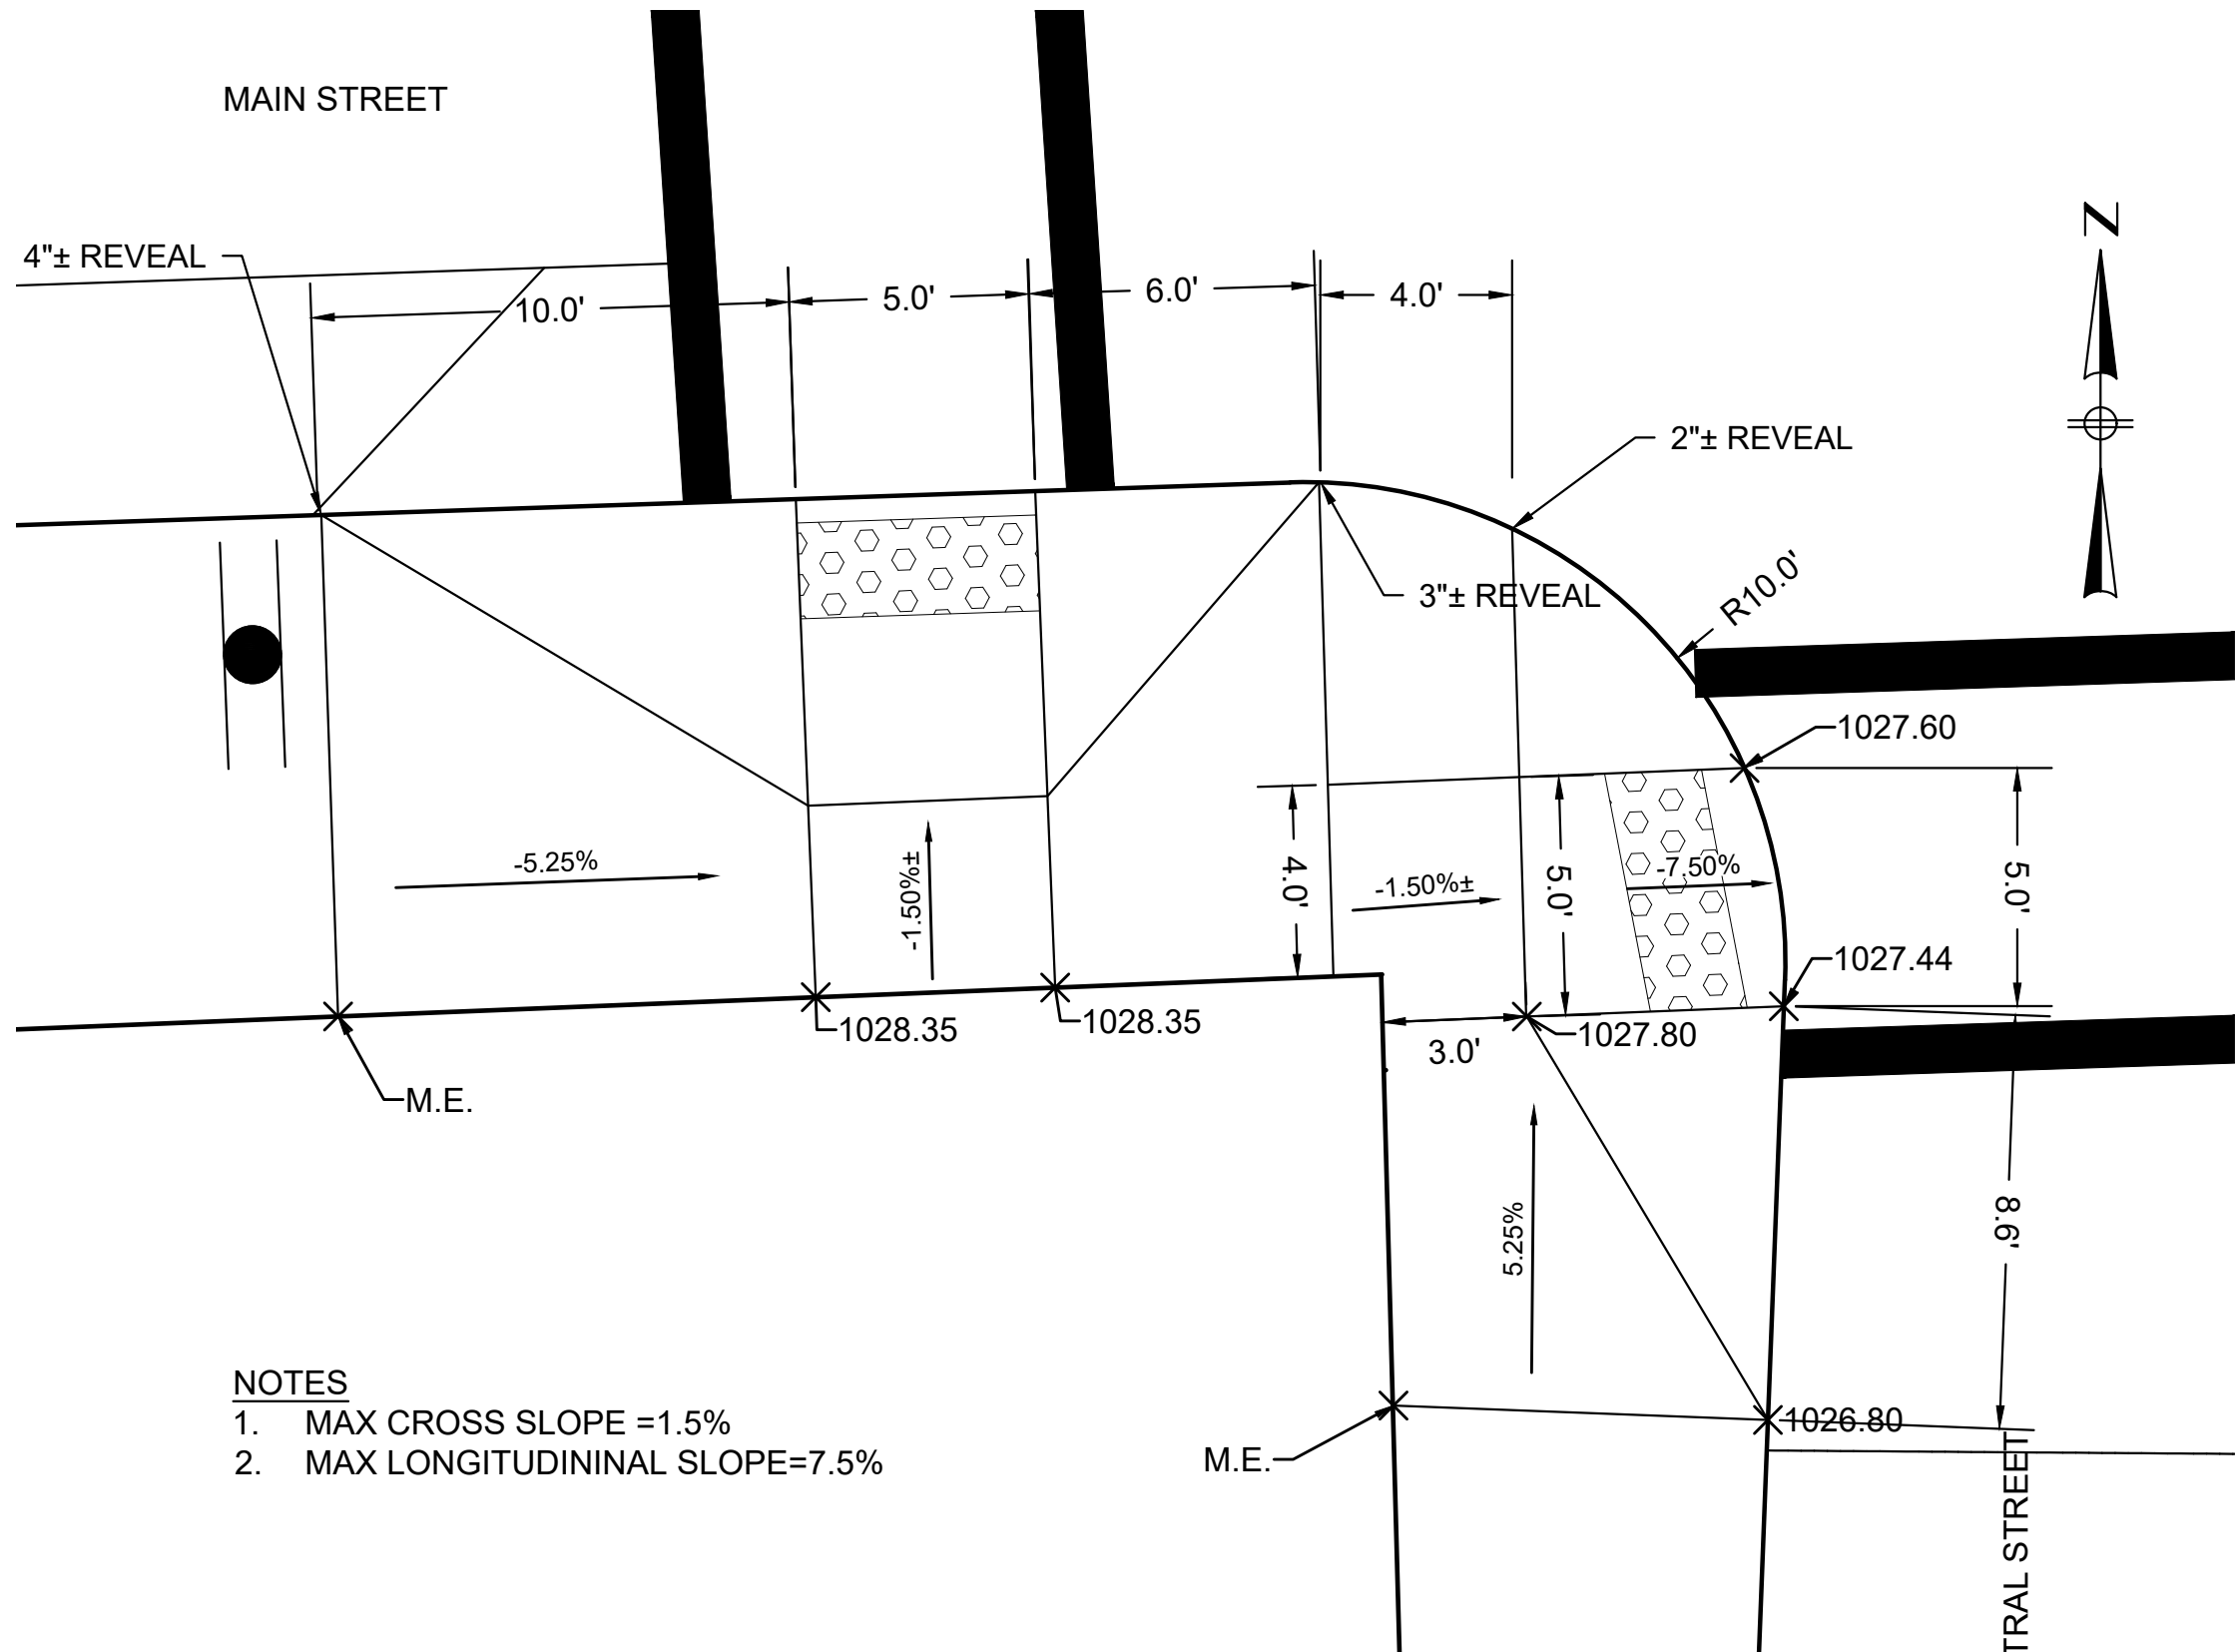 MAIN STREET
N
4"± REVEAL
10.0'
5.0'
6.0'
4.0'
2"± REVEAL
3"± REVEAL
R10.0'
1027.60
-5.25%
-1.50%±
4.0'
-1.50%±
5.0'
-7.50%
5.0'
1027.44
1028.35
1028.35
1027.80
3.0'
M.E.
5.25%
8.6'
NOTES
1. MAX CROSS SLOPE =1.5%
2. MAX LONGITUDININAL SLOPE=7.5%
M.E.
1026.80
TRAL STREET